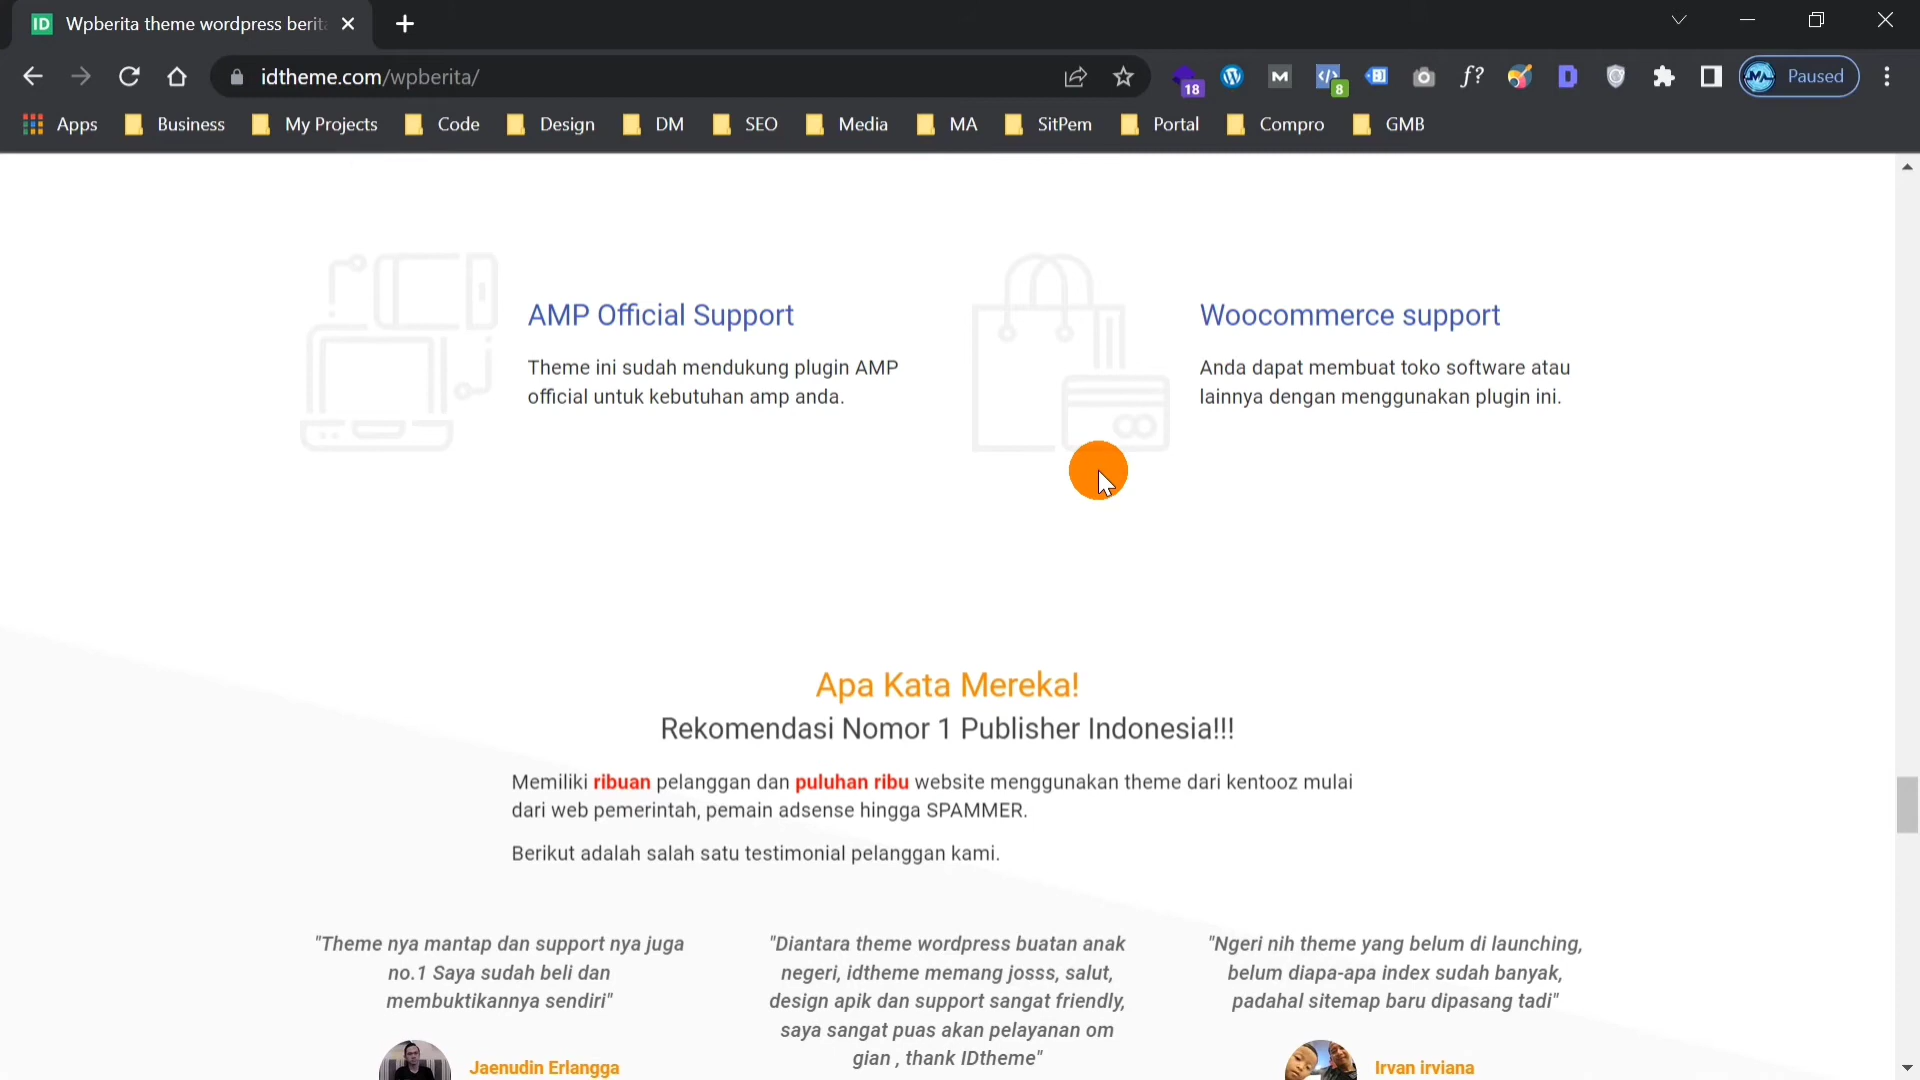 ID Wpberita theme wordpress berit
idtheme.com/wpberita/
18
M
8
f?
D
Paused
Apps
Business
My Projects
Code
Design
DM
SEO
Media
MA
SitPem
Portal
Compro
GMB
AMP Official Support
Theme ini sudah mendukung plugin AMP
official untuk kebutuhan amp anda.
Woocommerce support
Anda dapat membuat toko software atau
lainnya dengan menggunakan plugin ini.
Apa Kata Mereka!
Rekomendasi Nomor 1 Publisher Indonesia!!!
Memiliki ribuan pelanggan dan puluhan ribu website menggunakan theme dari kentooz mulai
dari web pemerintah, pemain adsense hingga SPAMMER.
Berikut adalah salah satu testimonial pelanggan kami.
"Theme nya mantap dan support nya juga
no.1 Saya sudah beli dan
membuktikannya sendiri"
Jaenudin Erlangga
"Diantara theme wordpress buatan anak
negeri, idtheme memang josss, salut,
design apik dan support sangat friendly,
saya sangat puas akan pelayanan om
gian , thank IDtheme"
"Ngeri nih theme yang belum di launching,
belum diapa-apa index sudah banyak,
padahal sitemap baru dipasang tadi"
Irvan irviana